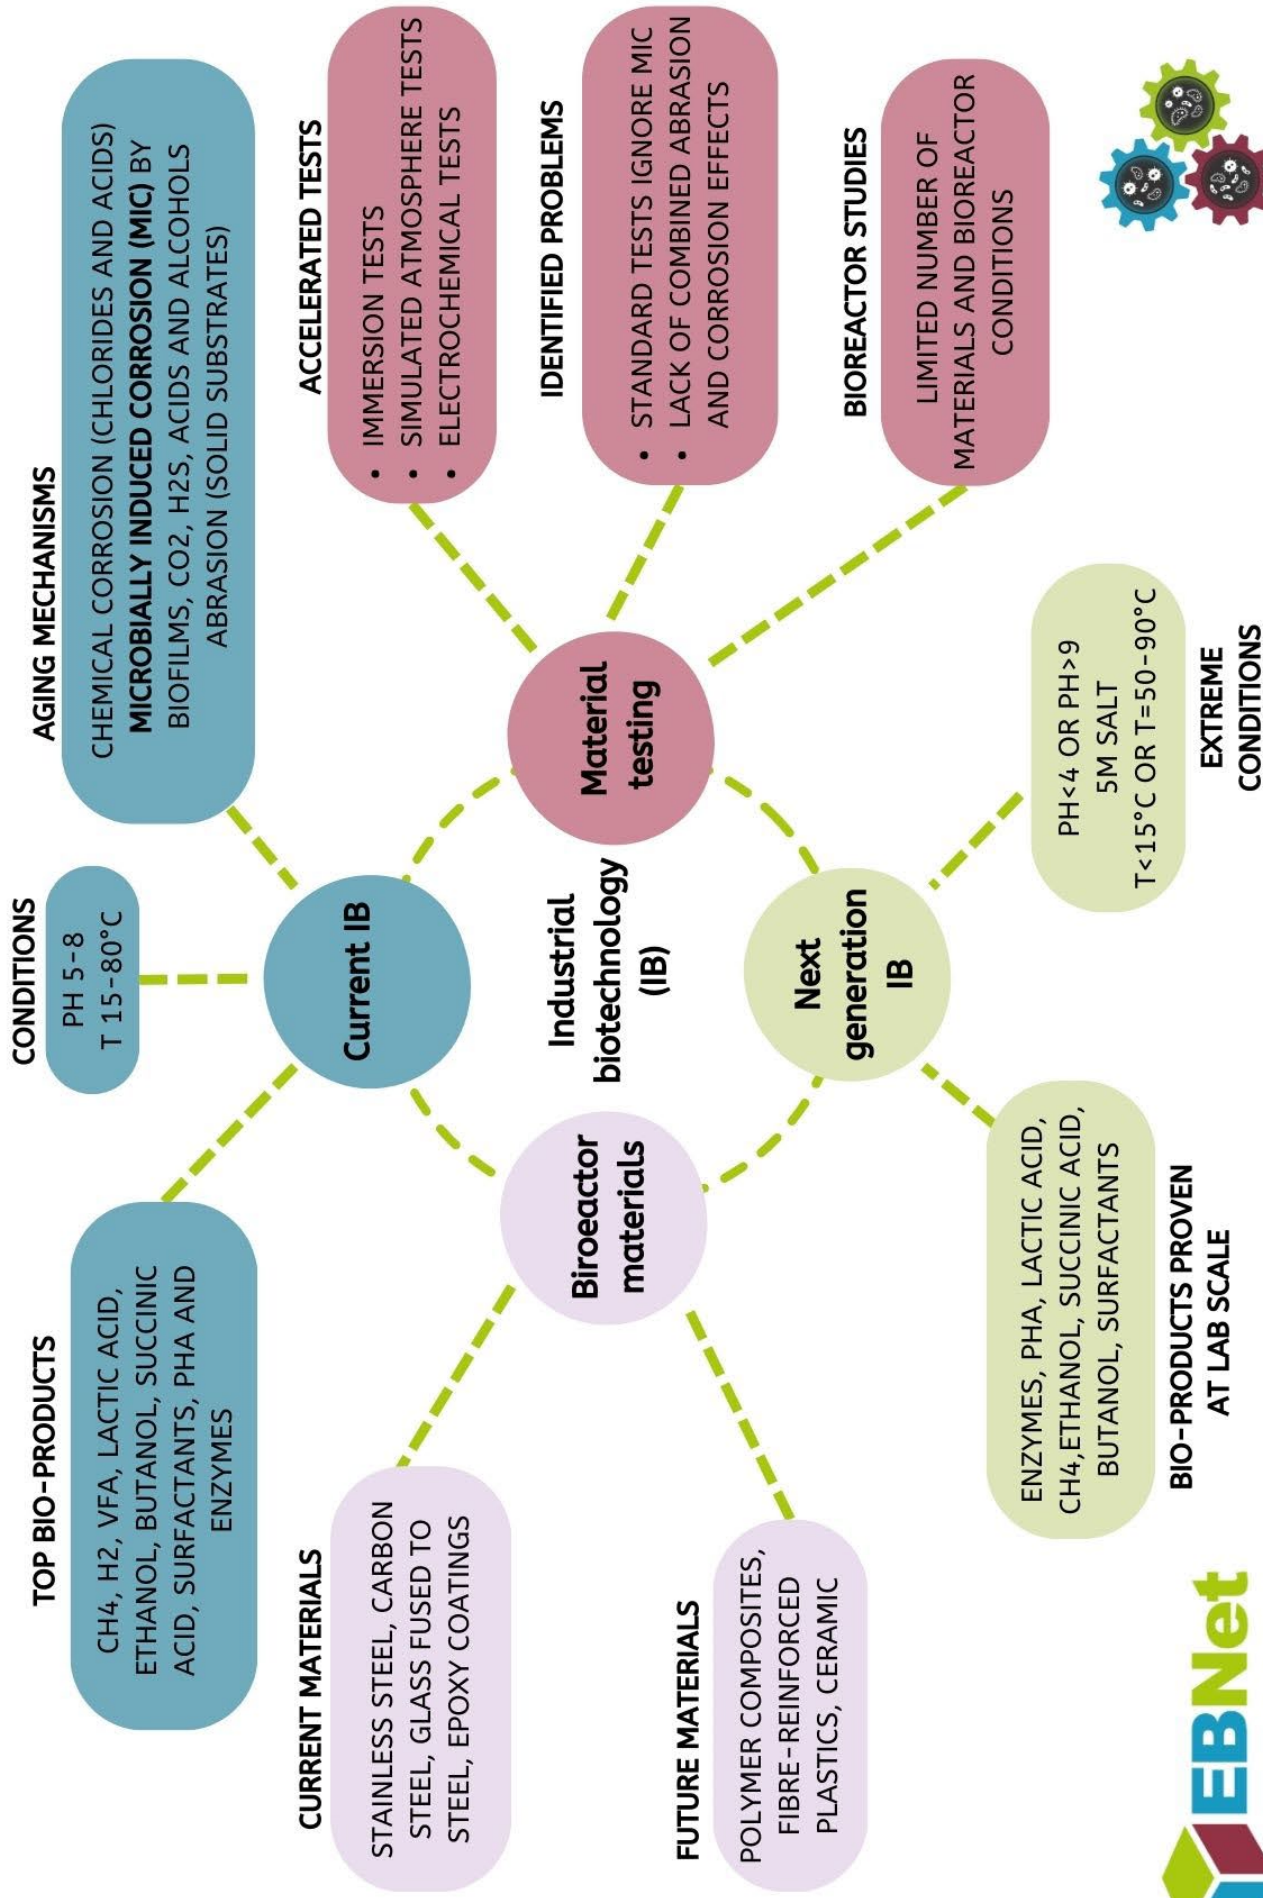 TOP BIO-PRODUCTS
CH4, H2, VFA, LACTIC ACID,
ETHANOL, BUTANOL, SUCCINIC
ACID, SURFACTANTS, PHA AND
ENZYMES
CONDITIONS
PH 5-8
T 15-80°C
AGING MECHANISMS
CHEMICAL CORROSION (CHLORIDES AND ACIDS)
MICROBIALLY INDUCED CORROSION (MIC) BY
BIOFILMS, CO2, H2S, ACIDS AND ALCOHOLS
ABRASION (SOLID SUBSTRATES)
Current IB
CURRENT MATERIALS
STAINLESS STEEL, CARBON
STEEL, GLASS FUSED TO
STEEL, EPOXY COATINGS
ACCELERATED TESTS
• IMMERSION TESTS
• SIMULATED ATMOSPHERE TESTS
• ELECTROCHEMICAL TESTS
Biroeactor
materials
Industrial
biotechnology
(IB)
Material
testing
IDENTIFIED PROBLEMS
• STANDARD TESTS IGNORE MIC
• LACK OF COMBINED ABRASION
AND CORROSION EFFECTS
FUTURE MATERIALS
POLYMER COMPOSITES,
FIBRE-REINFORCED
PLASTICS, CERAMIC
Next
generation
IB
BIOREACTOR STUDIES
LIMITED NUMBER OF
MATERIALS AND BIOREACTOR
CONDITIONS
ENZYMES, PHA, LACTIC ACID,
CH4,ETHANOL, SUCCINIC ACID,
BUTANOL, SURFACTANTS
BIO-PRODUCTS PROVEN
AT LAB SCALE
PH<4 OR PH>9
5M SALT
T<15°C OR T=50-90°C
EXTREME
CONDITIONS
EBNet